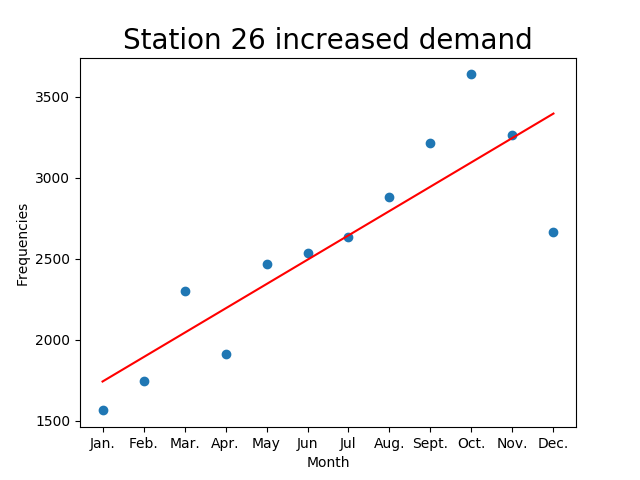 Station 26 increased demand
3500
3000
2500
2000
1500
Frequencies
Jan. Feb. Mar. Apr. May Jun Jul Aug. Sept. Oct. Nov. Dec.
Month